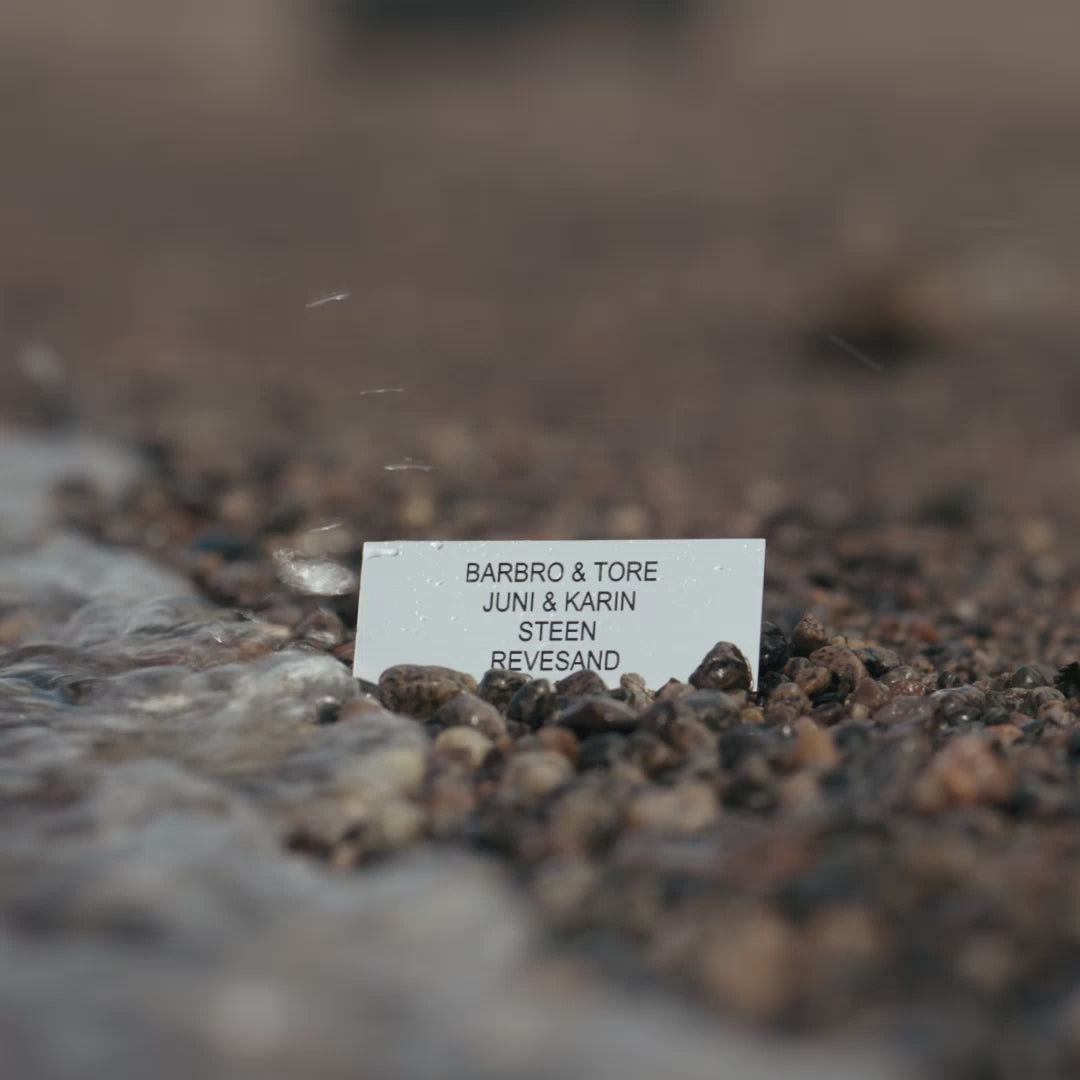 BARBRO & TORE
JUNI & KARIN
STEEN
REVESAND